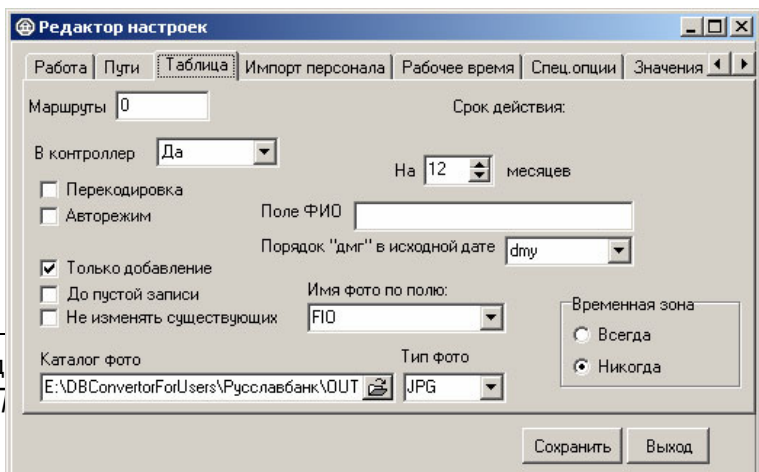 Редактор настроек
Работа Пути Таблица Импорт персонала Рабочее время Спец.опции Значения
Маршруты 0 Срок действия:
В контроллер Да
На 12 месяцев
Перекодировка
Авторежим
Поле ФИО
Порядок "дмг" в исходной дате dmy
Только добавление
До пустой записи
Не изменять существующих
Имя фото по полю:
FIO
Временная зона
Всегда
Никогда
Каталог фото Тип фото
E:\DBConvertorForUsers\Русславбанк\OUT JPG
Сохранить Выход